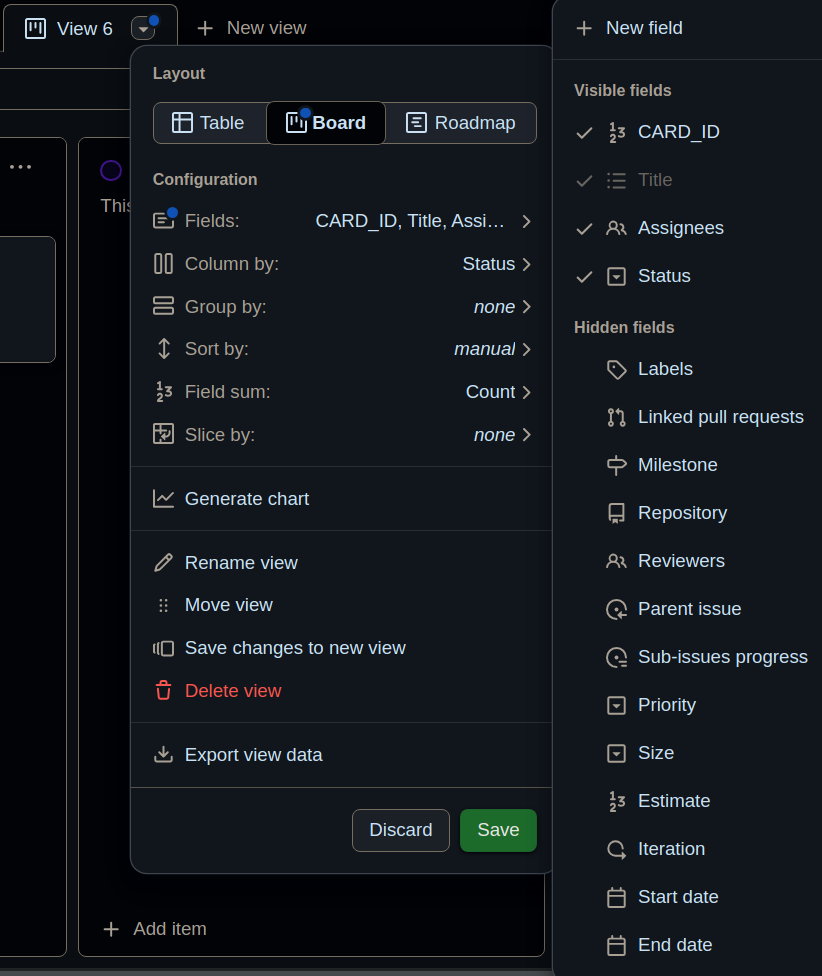 View 6
New view
This
Add item
Layout
Table
Board
Roadmap
Configuration
Fields: CARD_ID, Title, Assi...
Column by: Status
Group by: none
Sort by: manual
Field sum: Count
Slice by: none
Generate chart
Rename view
Move view
Save changes to new view
Delete view
Export view data
Discard
Save
New field
Visible fields
CARD_ID
Title
Assignees
Status
Hidden fields
Labels
Linked pull requests
Milestone
Repository
Reviewers
Parent issue
Sub-issues progress
Priority
Size
Estimate
Iteration
Start date
End date